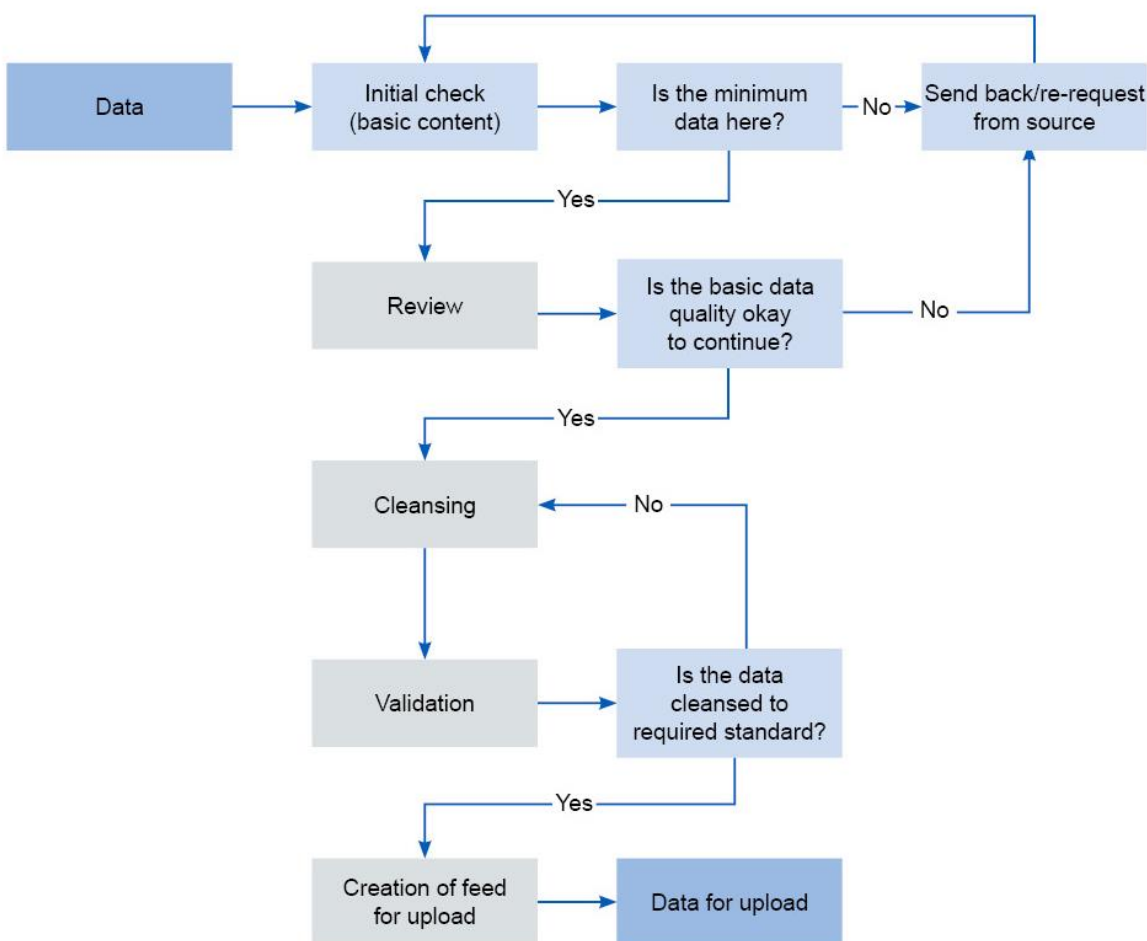 Data
Initial check
(basic content)
Is the minimum
data here?
No
Send back/re-request
from source
Yes
Review
Is the basic data
quality okay
to continue?
No
Yes
Cleansing
No
Validation
Is the data
cleansed to
required standard?
Yes
Creation of feed
for upload
Data for upload